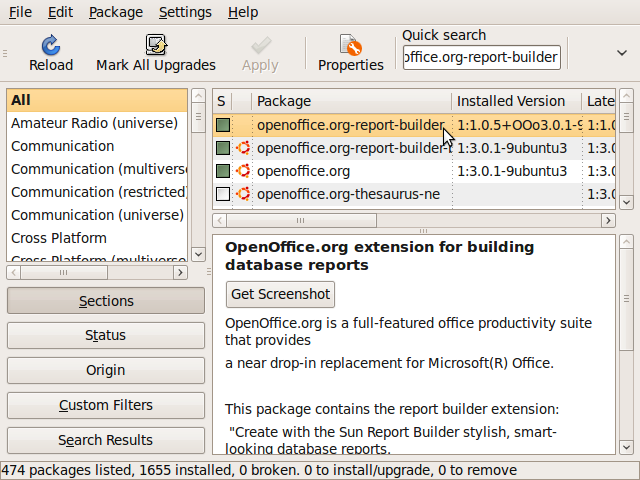 File Edit Package Settings Help
Quick search
Reload Mark All Upgrades Apply Properties
office.org-report-builder
All
Amateur Radio (universe)
Communication
Communication (multiverse
Communication (restricted)
Communication (universe)
Cross Platform
Cross Platform (multiverse
Sections
Status
Origin
Custom Filters
Search Results
S Package Installed Version Late
openoffice.org-report-builder 1:1.0.5+OOo3.0.1-9 1:1.0
openoffice.org-report-builder- 1:3.0.1-9ubuntu3 1:3.0
openoffice.org 1:3.0.1-9ubuntu3 1:3.0
openoffice.org-thesaurus-ne 1:3.0
OpenOffice.org extension for building
database reports
Get Screenshot
OpenOffice.org is a full-featured office productivity suite
that provides
a near drop-in replacement for Microsoft(R) Office.
This package contains the report builder extension:
"Create with the Sun Report Builder stylish, smart-
looking database reports.
474 packages listed, 1655 installed, 0 broken. 0 to install/upgrade, 0 to remove